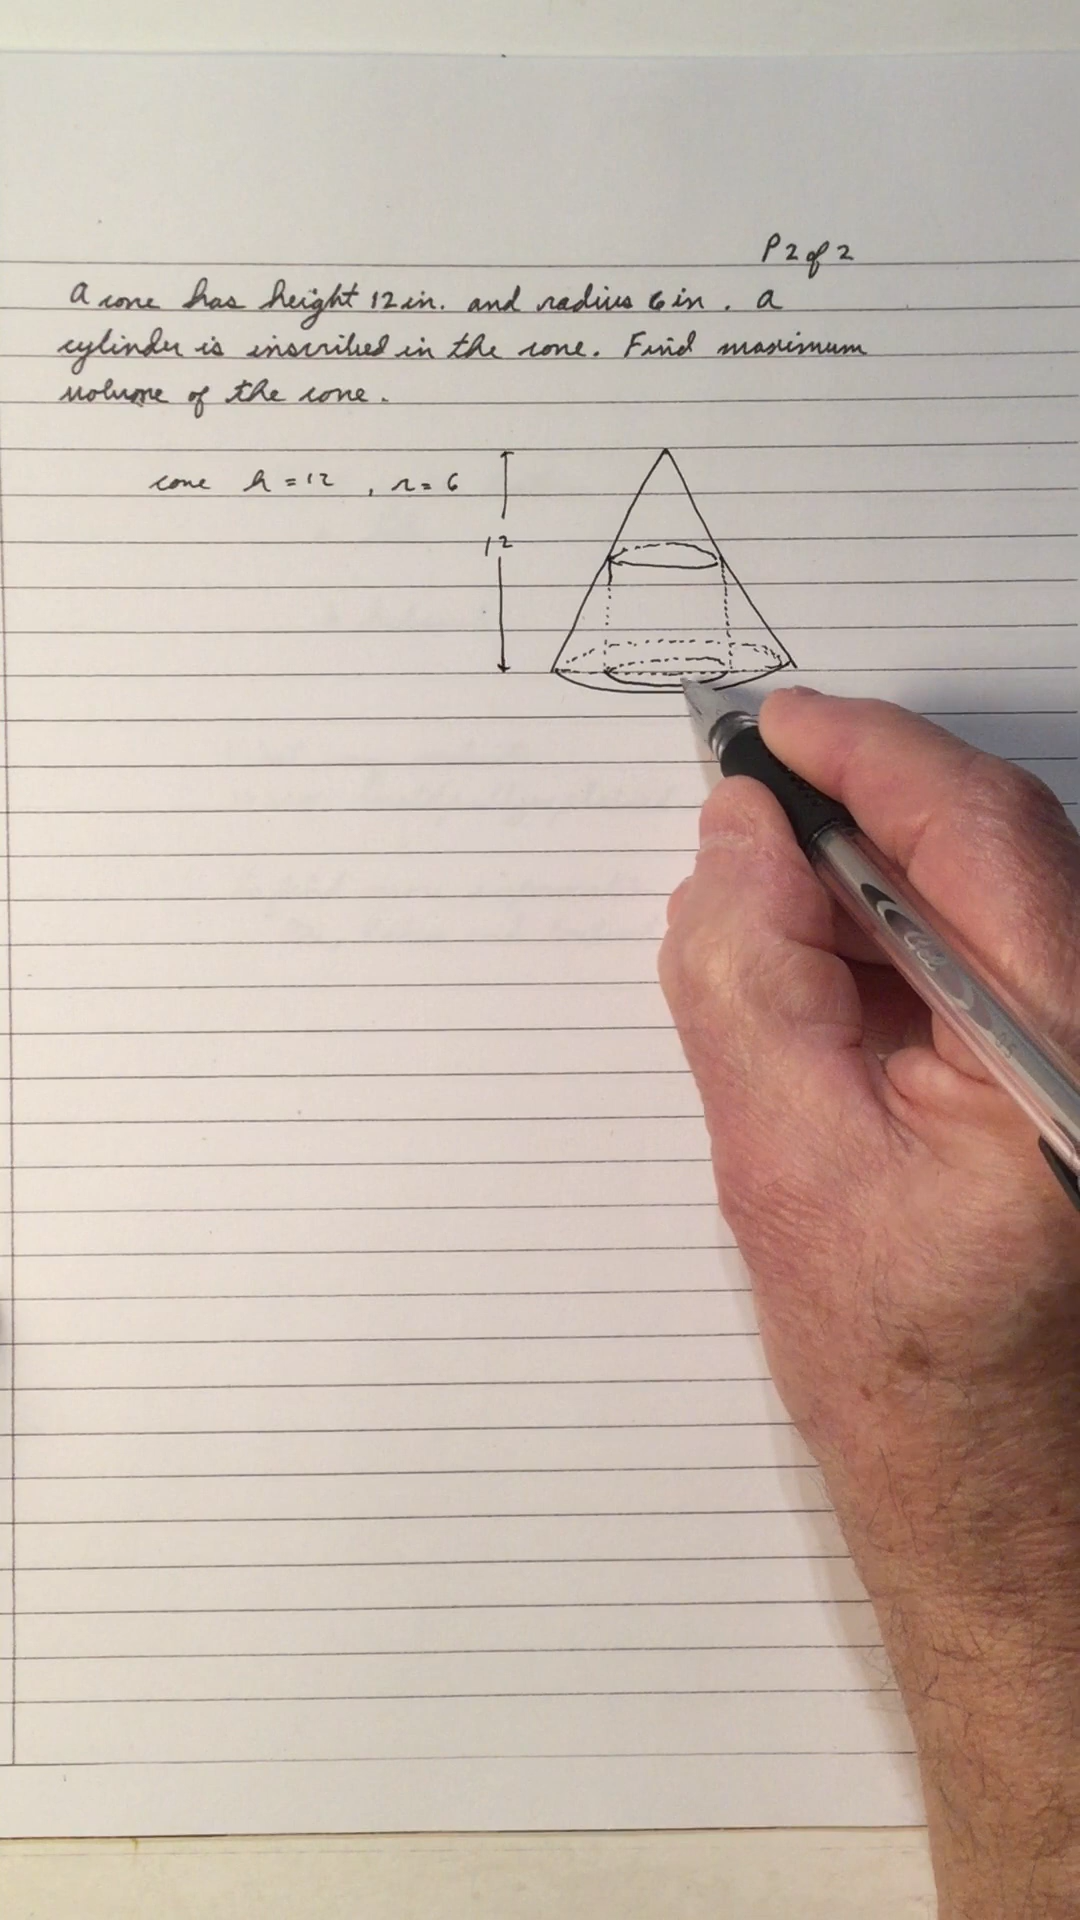 P 2 of 2
A cone has height 12 in. and radius 6 in. A
cylinder is inscribed in the cone. Find maximum
volume of the cone.
cone h = 12 , r = 6
12